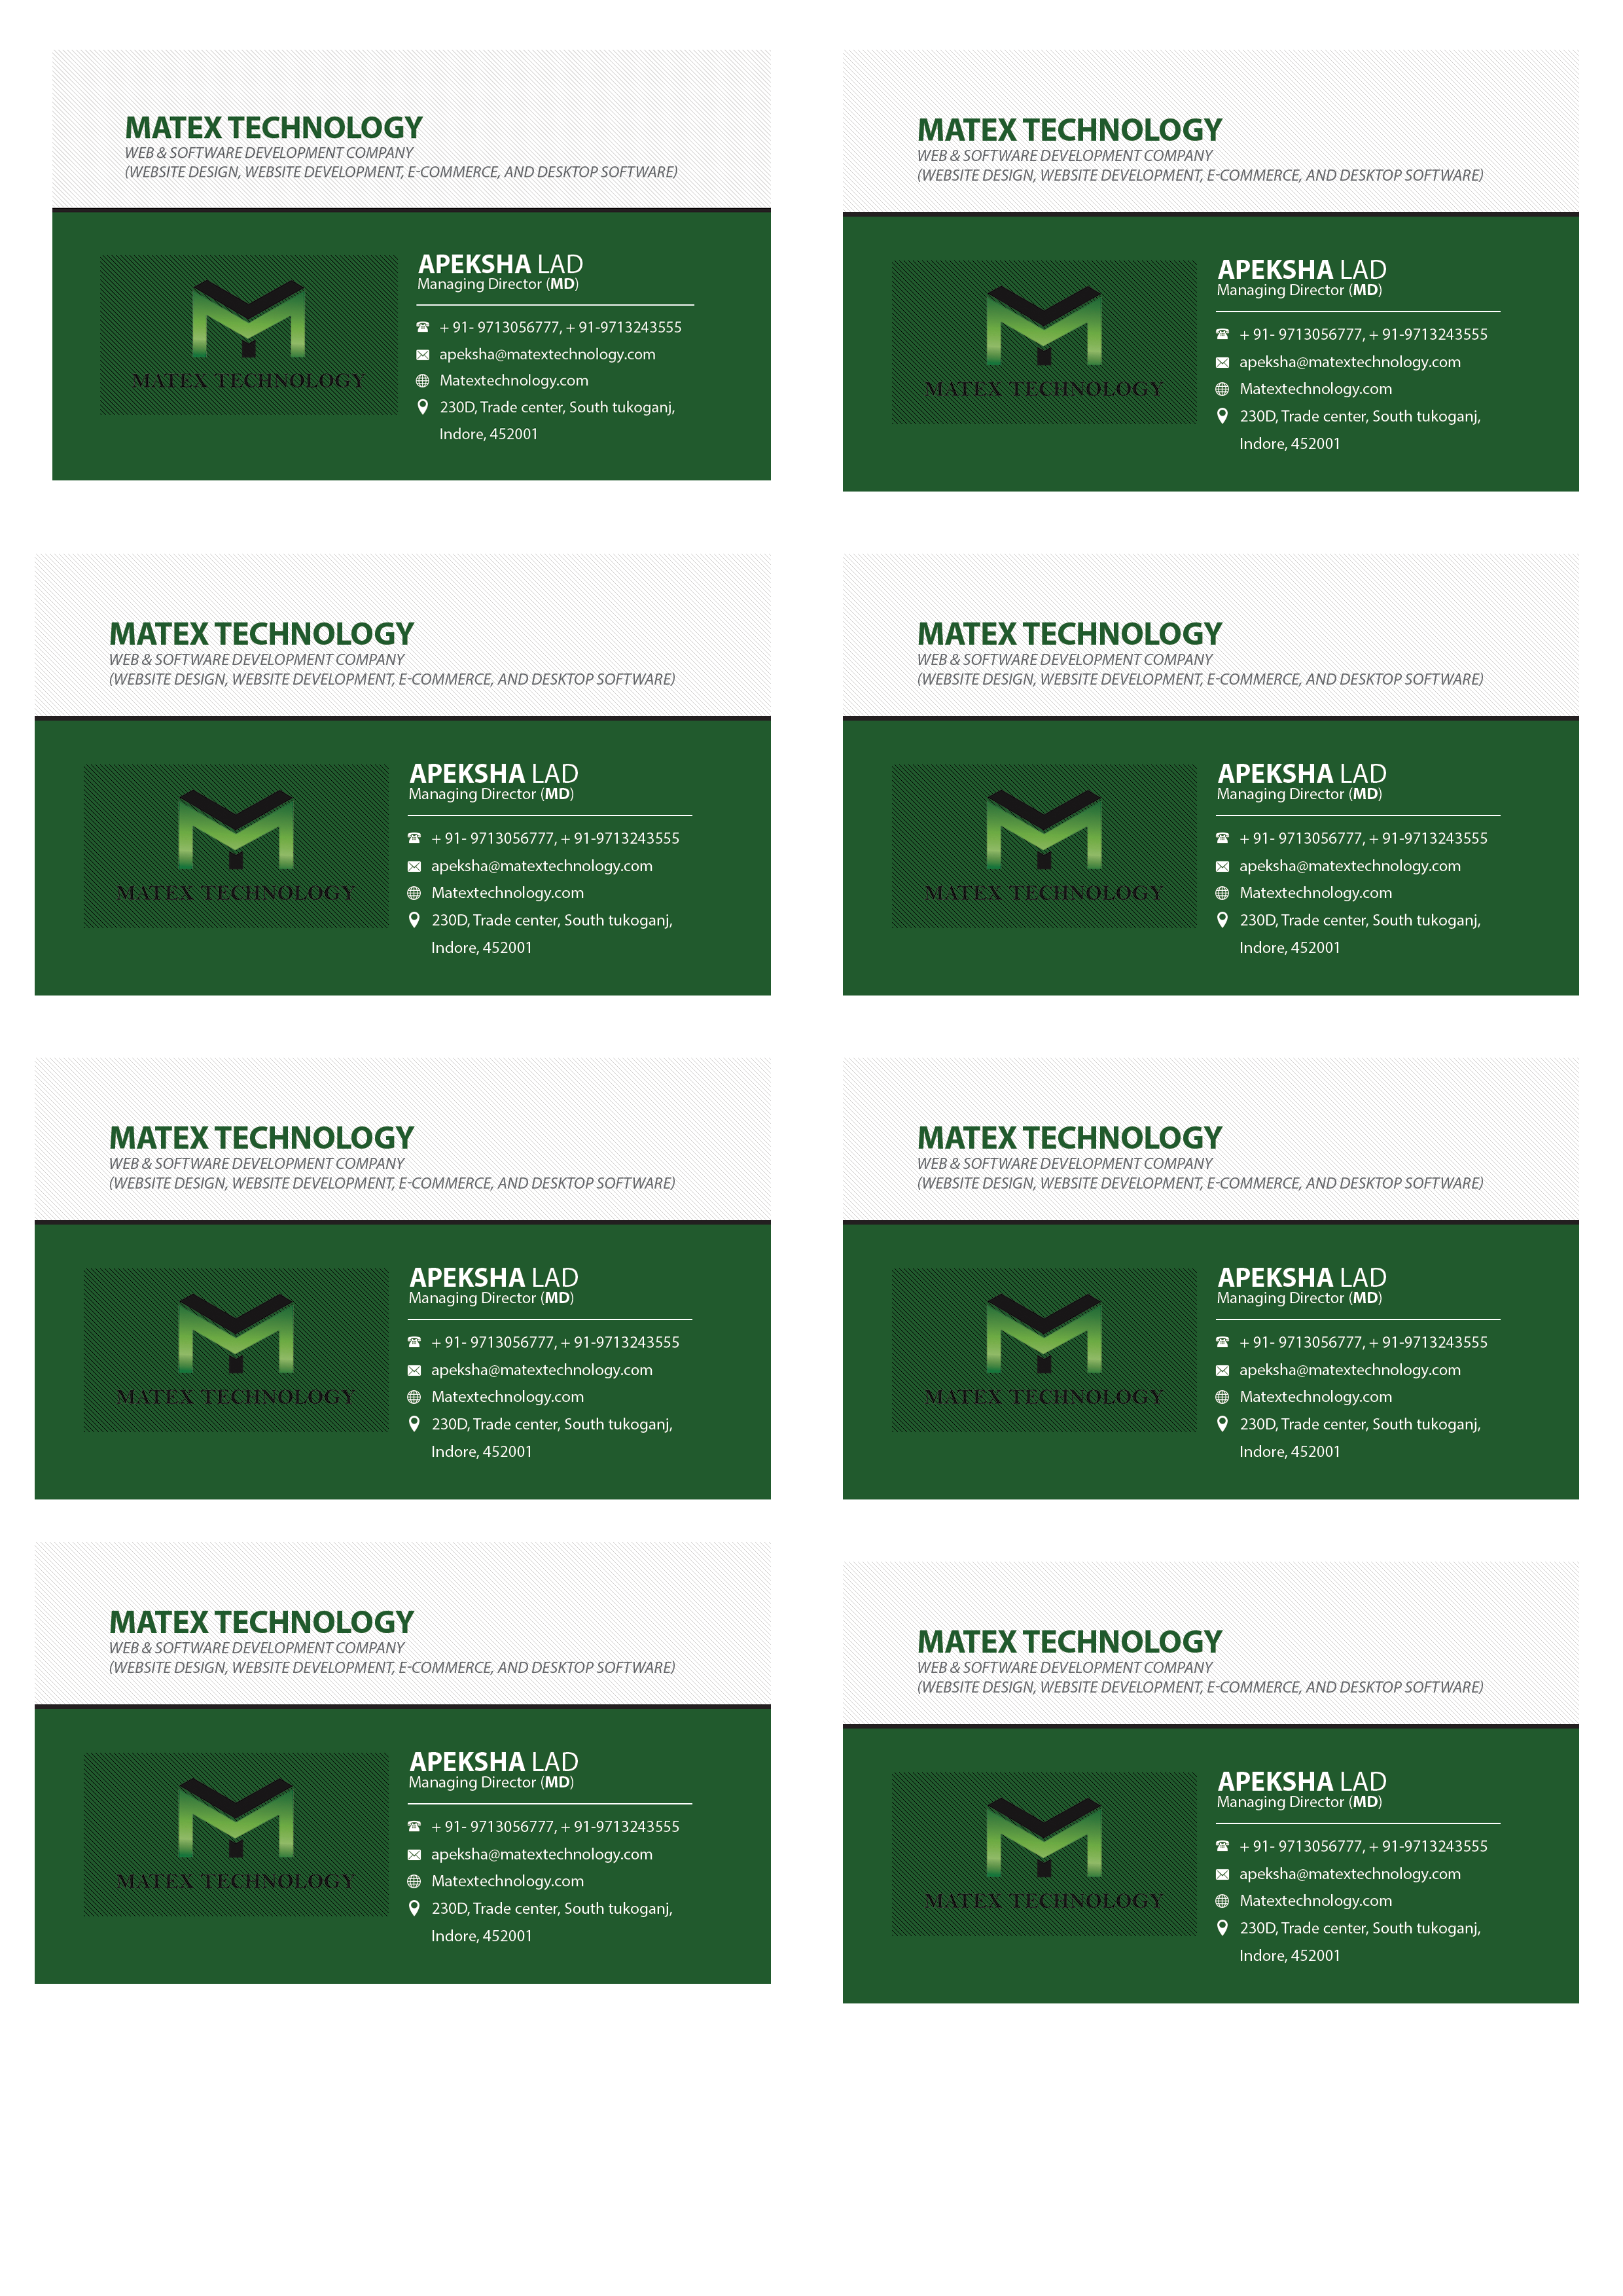 MATEX TECHNOLOGY
WEB & SOFTWARE DEVELOPMENT COMPANY
(WEBSITE DESIGN, WEBSITE DEVELOPMENT, E-COMMERCE, AND DESKTOP SOFTWARE)
MATEX TECHNOLOGY
APEKSHA LAD
Managing Director (MD)
+ 91- 9713056777, + 91-9713243555
apeksha@matextechnology.com
Matextechnology.com
230D, Trade center, South tukoganj,
Indore, 452001
MATEX TECHNOLOGY
WEB & SOFTWARE DEVELOPMENT COMPANY
(WEBSITE DESIGN, WEBSITE DEVELOPMENT, E-COMMERCE, AND DESKTOP SOFTWARE)
MATEX TECHNOLOGY
APEKSHA LAD
Managing Director (MD)
+ 91- 9713056777, + 91-9713243555
apeksha@matextechnology.com
Matextechnology.com
230D, Trade center, South tukoganj,
Indore, 452001
MATEX TECHNOLOGY
WEB & SOFTWARE DEVELOPMENT COMPANY
(WEBSITE DESIGN, WEBSITE DEVELOPMENT, E-COMMERCE, AND DESKTOP SOFTWARE)
MATEX TECHNOLOGY
APEKSHA LAD
Managing Director (MD)
+ 91- 9713056777, + 91-9713243555
apeksha@matextechnology.com
Matextechnology.com
230D, Trade center, South tukoganj,
Indore, 452001
MATEX TECHNOLOGY
WEB & SOFTWARE DEVELOPMENT COMPANY
(WEBSITE DESIGN, WEBSITE DEVELOPMENT, E-COMMERCE, AND DESKTOP SOFTWARE)
MATEX TECHNOLOGY
APEKSHA LAD
Managing Director (MD)
+ 91- 9713056777, + 91-9713243555
apeksha@matextechnology.com
Matextechnology.com
230D, Trade center, South tukoganj,
Indore, 452001
MATEX TECHNOLOGY
WEB & SOFTWARE DEVELOPMENT COMPANY
(WEBSITE DESIGN, WEBSITE DEVELOPMENT, E-COMMERCE, AND DESKTOP SOFTWARE)
MATEX TECHNOLOGY
APEKSHA LAD
Managing Director (MD)
+ 91- 9713056777, + 91-9713243555
apeksha@matextechnology.com
Matextechnology.com
230D, Trade center, South tukoganj,
Indore, 452001
MATEX TECHNOLOGY
WEB & SOFTWARE DEVELOPMENT COMPANY
(WEBSITE DESIGN, WEBSITE DEVELOPMENT, E-COMMERCE, AND DESKTOP SOFTWARE)
MATEX TECHNOLOGY
APEKSHA LAD
Managing Director (MD)
+ 91- 9713056777, + 91-9713243555
apeksha@matextechnology.com
Matextechnology.com
230D, Trade center, South tukoganj,
Indore, 452001
MATEX TECHNOLOGY
WEB & SOFTWARE DEVELOPMENT COMPANY
(WEBSITE DESIGN, WEBSITE DEVELOPMENT, E-COMMERCE, AND DESKTOP SOFTWARE)
MATEX TECHNOLOGY
APEKSHA LAD
Managing Director (MD)
+ 91- 9713056777, + 91-9713243555
apeksha@matextechnology.com
Matextechnology.com
230D, Trade center, South tukoganj,
Indore, 452001
MATEX TECHNOLOGY
WEB & SOFTWARE DEVELOPMENT COMPANY
(WEBSITE DESIGN, WEBSITE DEVELOPMENT, E-COMMERCE, AND DESKTOP SOFTWARE)
MATEX TECHNOLOGY
APEKSHA LAD
Managing Director (MD)
+ 91- 9713056777, + 91-9713243555
apeksha@matextechnology.com
Matextechnology.com
230D, Trade center, South tukoganj,
Indore, 452001